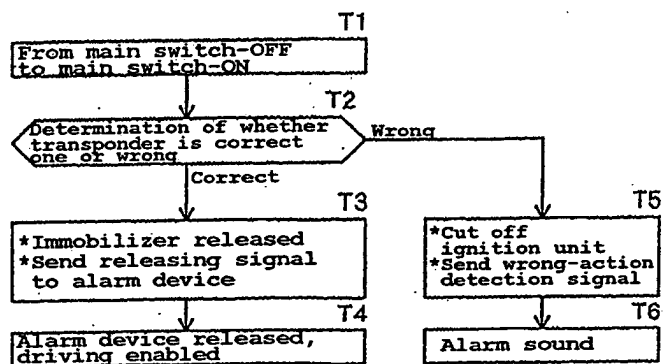 T1
From main switch-OFF
to main switch-ON
T2
Determination of whether
transponder is correct
one or wrong
Wrong
Correct
T3
*Immobilizer released
*Send releasing signal
to alarm device
T5
*Cut off
ignition unit
*Send wrong-action
detection signal
T4
Alarm device released,
driving enabled
T6
Alarm sound